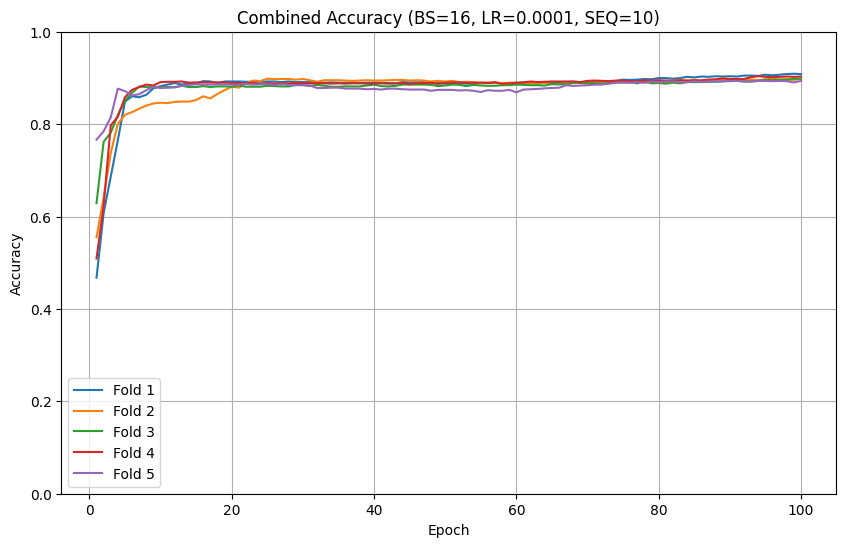 Combined Accuracy (BS=16, LR=0.0001, SEQ=10)
Accuracy
1.0
0.8
0.6
0.4
0.2
0.0
Fold 1
Fold 2
Fold 3
Fold 4
Fold 5
0 20 40 60 80 100
Epoch